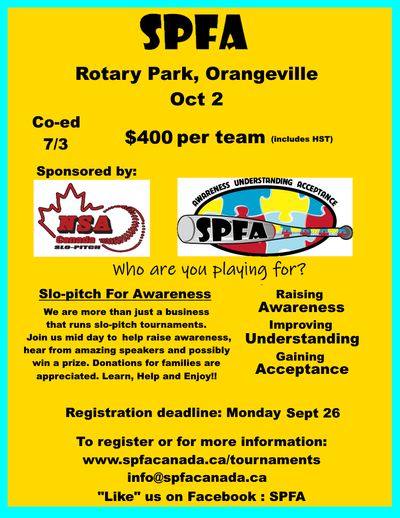 SPFA
Rotary Park, Orangeville
Oct 2
Co-ed
7/3
$400 per team (includes HST)
Sponsored by:
NSA
Canada
SLO-PITCH
AWARENESS UNDERSTANDING ACCEPTANCE
SPFA
Who are you playing for?
Slo-pitch For Awareness
We are more than just a business
that runs slo-pitch tournaments.
Join us mid day to help raise awareness,
hear from amazing speakers and possibly
win a prize. Donations for families are
appreciated. Learn, Help and Enjoy!!
Raising
Awareness
Improving
Understanding
Gaining
Acceptance
Registration deadline: Monday Sept 26
To register or for more information:
www.spfacanada.ca/tournaments
info@spfacanada.ca
"Like" us on Facebook : SPFA